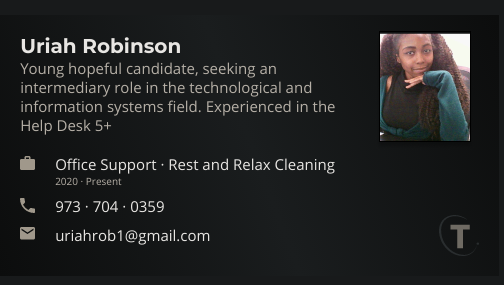 Uriah Robinson
Young hopeful candidate, seeking an
intermediary role in the technological and
information systems field. Experienced in the
Help Desk 5+
Office Support · Rest and Relax Cleaning
2020 · Present
973 · 704 · 0359
uriahrob1@gmail.com
T